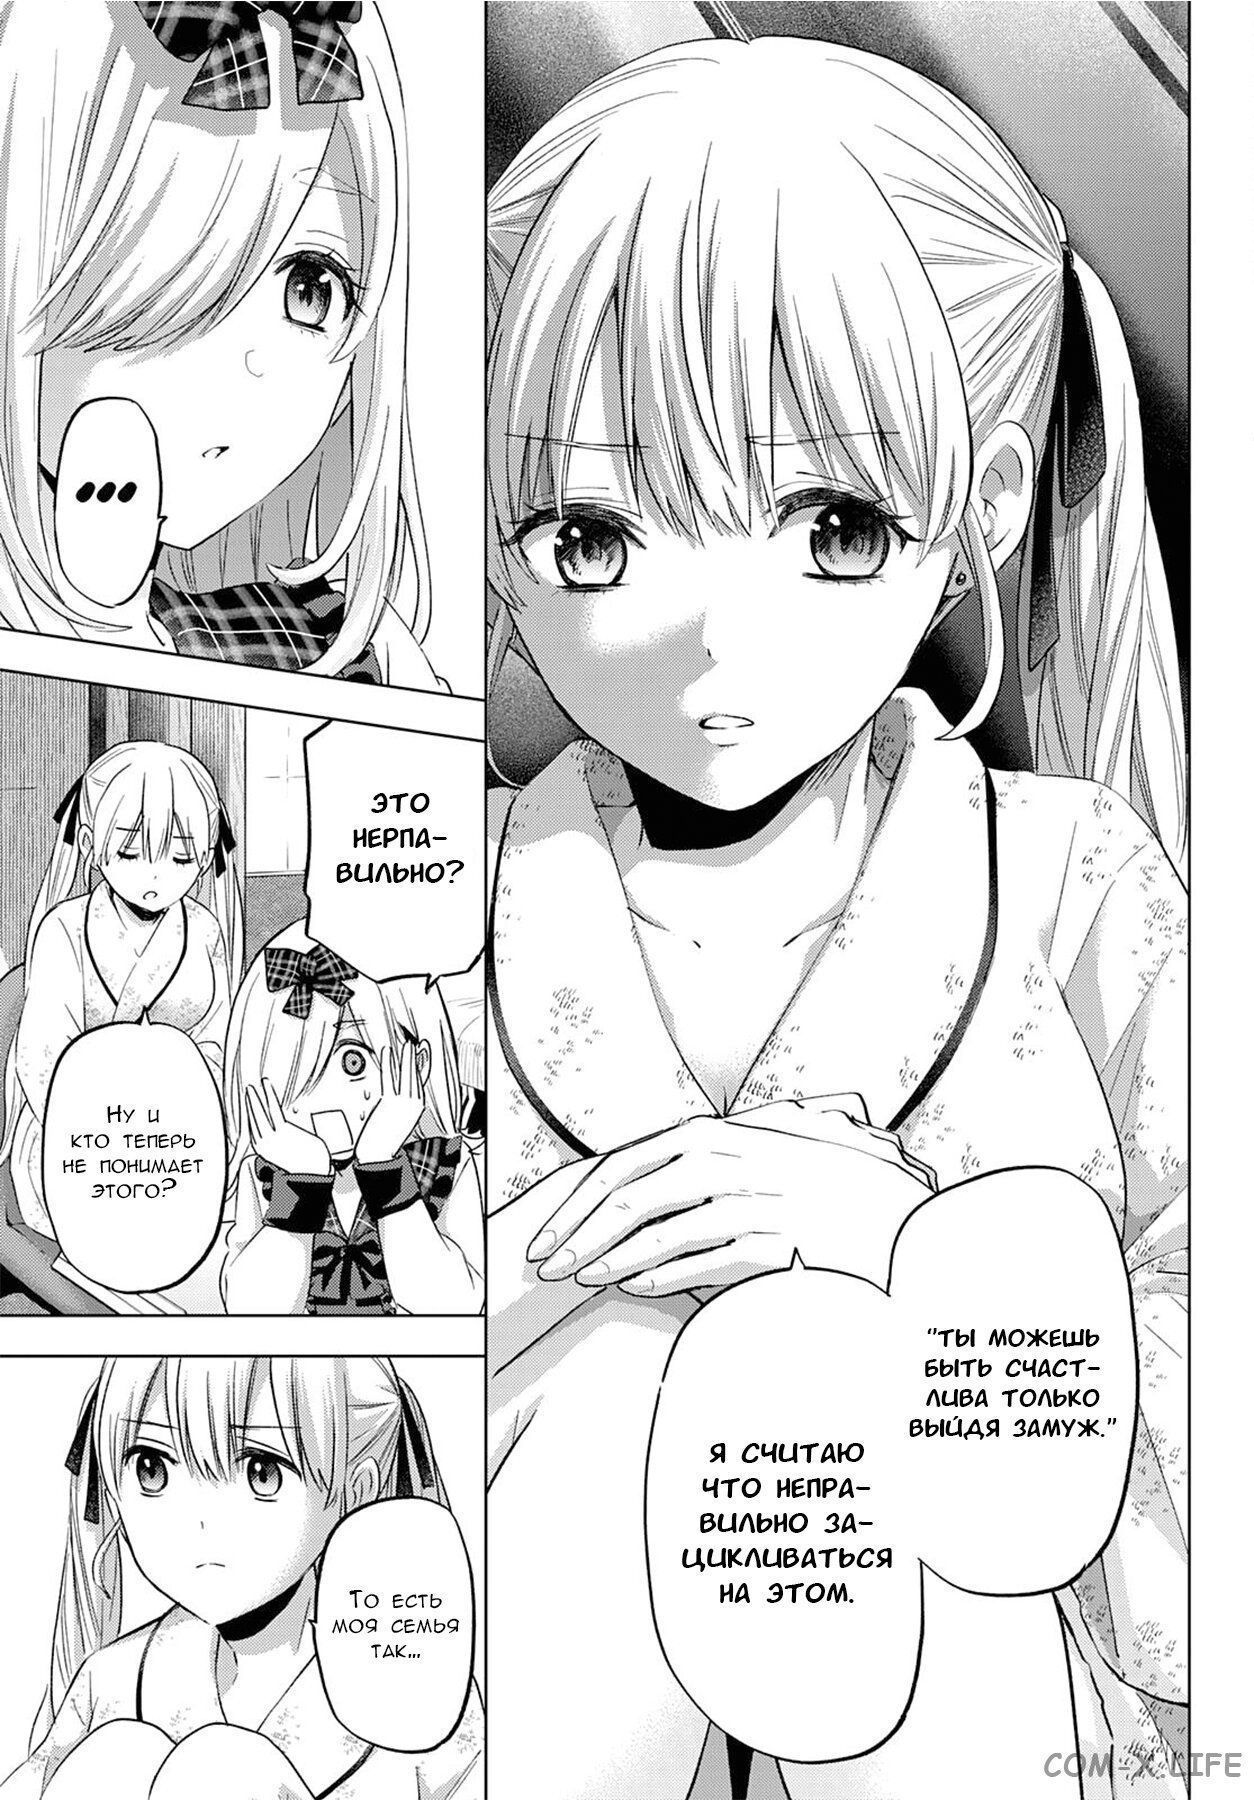 "ТЫ МОЖЕШЬ
БЫТЬ СЧАСТ-
ЛИВА ТОЛЬКО
ВЫЙДЯ ЗАМУЖ."
Я СЧИТАЮ
ЧТО НЕПРА-
ВИЛЬНО ЗА-
ЦИКЛИВАТЬСЯ
НА ЭТОМ.
...
ЭТО
НЕРПА-
ВИЛЬНО?
НУ И
КТО ТЕПЕРЬ
НЕ ПОНИМАЕТ
ЭТОГО?
ТО ЕСТЬ
МОЯ СЕМЬЯ
ТАК...
COM-X.LIFE